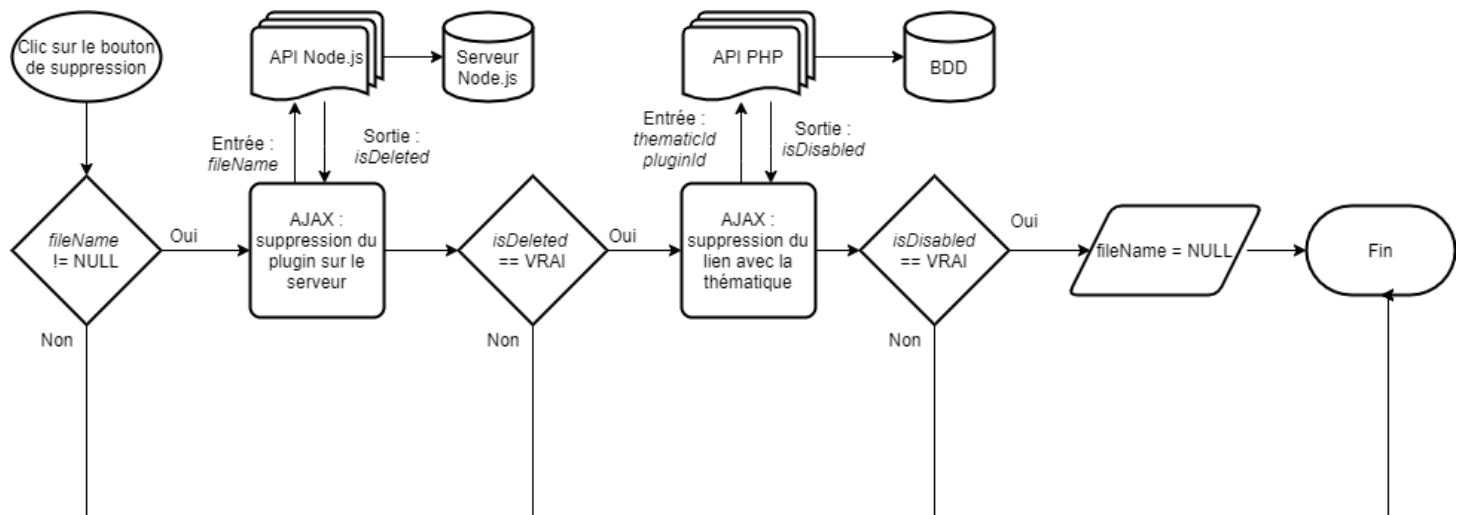 Clic sur le bouton
de suppression
API Node.js
Serveur
Node.js
API PHP
BDD
Entrée :
fileName
Sortie :
isDeleted
Entrée :
thematicId
pluginId
Sortie :
isDisabled
fileName
!= NULL
Oui
AJAX :
suppression du
plugin sur le
serveur
isDeleted
== VRAI
Oui
AJAX :
suppression du
lien avec la
thématique
isDisabled
== VRAI
Oui
fileName = NULL
Fin
Non
Non
Non